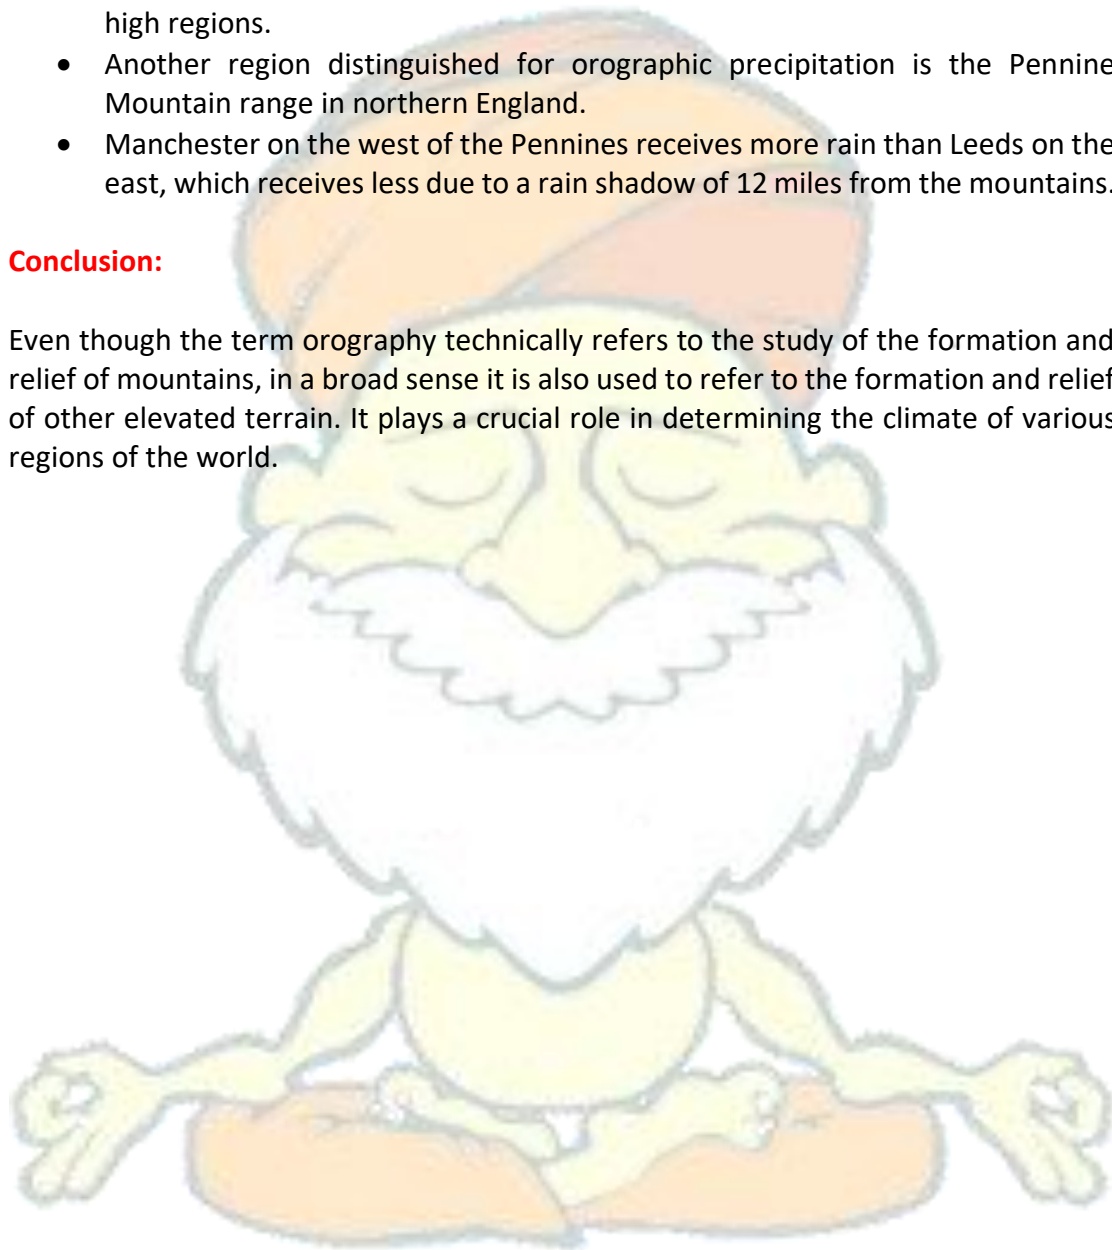 high regions.
• Another region distinguished for orographic precipitation is the Pennine
Mountain range in northern England.
• Manchester on the west of the Pennines receives more rain than Leeds on the
east, which receives less due to a rain shadow of 12 miles from the mountains.
Conclusion:
Even though the term orography technically refers to the study of the formation and
relief of mountains, in a broad sense it is also used to refer to the formation and relief
of other elevated terrain. It plays a crucial role in determining the climate of various
regions of the world.